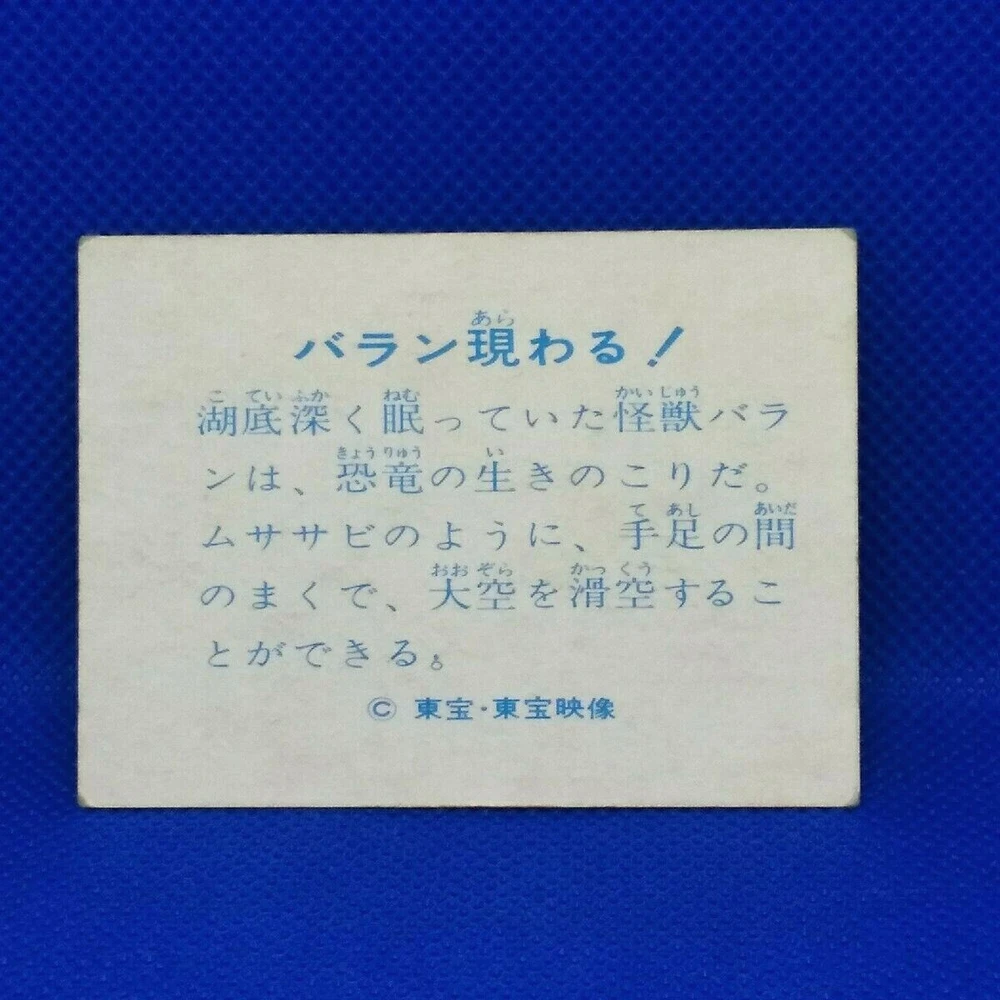 バラン現わる！
湖底深く眠っていた怪獣バラ
ンは、恐竜の生きのこりだ。
ムササビのように、手足の間
のまくで、大空を滑空するこ
とができる。
© 東宝・東宝映像